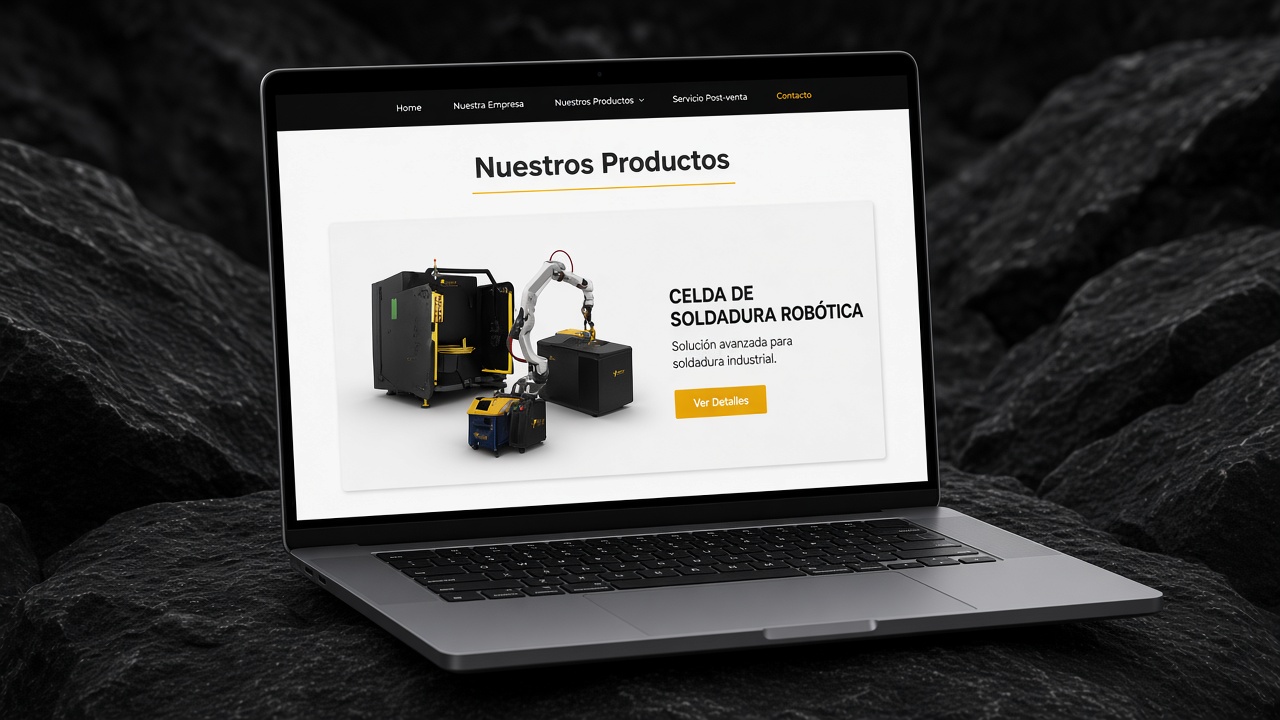 Home
Nuestra Empresa
Nuestros Productos
Servicio Post-venta
Contacto
Nuestros Productos
CELDA DE
SOLDADURA ROBÓTICA
Solución avanzada para
soldadura industrial.
Ver Detalles